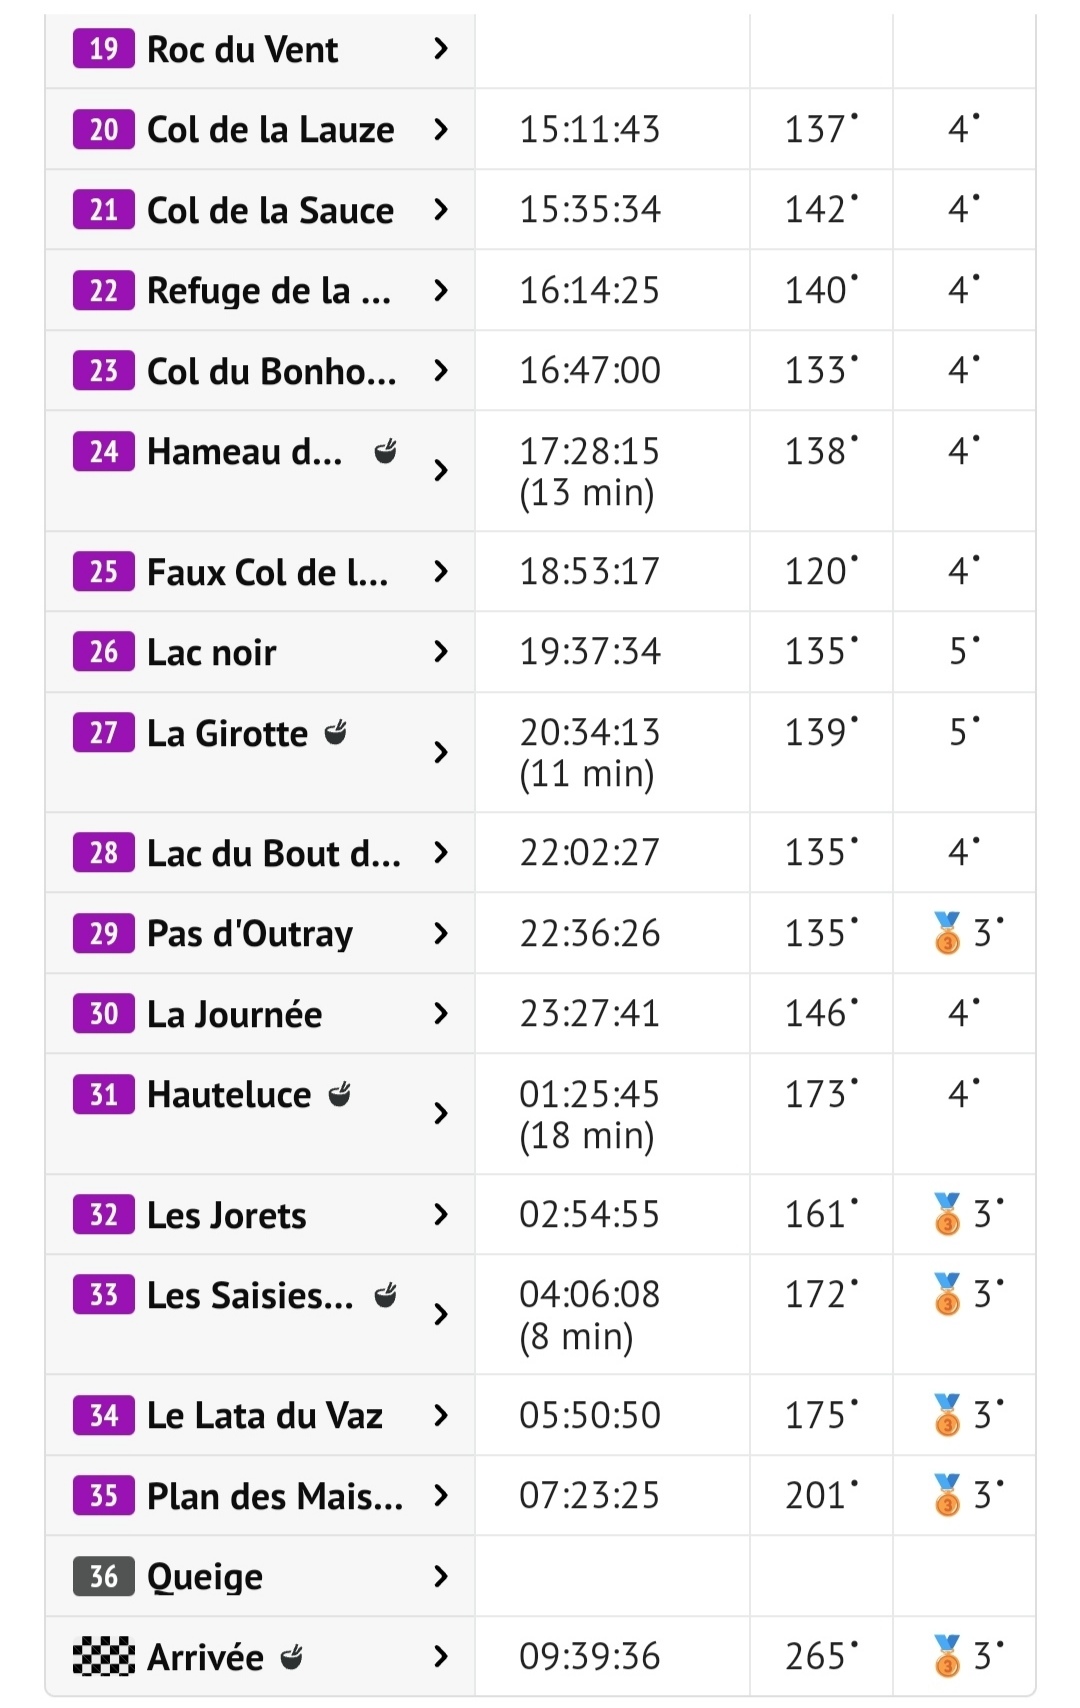 19 Roc du Vent
20 Col de la Lauze 15:11:43 137• 4•
21 Col de la Sauce 15:35:34 142• 4•
22 Refuge de la ... 16:14:25 140• 4•
23 Col du Bonho... 16:47:00 133• 4•
24 Hameau d... 17:28:15 138• 4•
(13 min)
25 Faux Col de l... 18:53:17 120• 4•
26 Lac noir 19:37:34 135• 5•
27 La Girotte 20:34:13 139• 5•
(11 min)
28 Lac du Bout d... 22:02:27 135• 4•
29 Pas d'Outray 22:36:26 135• 3 3•
30 La Journée 23:27:41 146• 4•
31 Hauteluce 01:25:45 173• 4•
(18 min)
32 Les Jorets 02:54:55 161• 3 3•
33 Les Saisies... 04:06:08 172• 3 3•
(8 min)
34 Le Lata du Vaz 05:50:50 175• 3 3•
35 Plan des Mais... 07:23:25 201• 3 3•
36 Queige
Arrivée 09:39:36 265• 3 3•